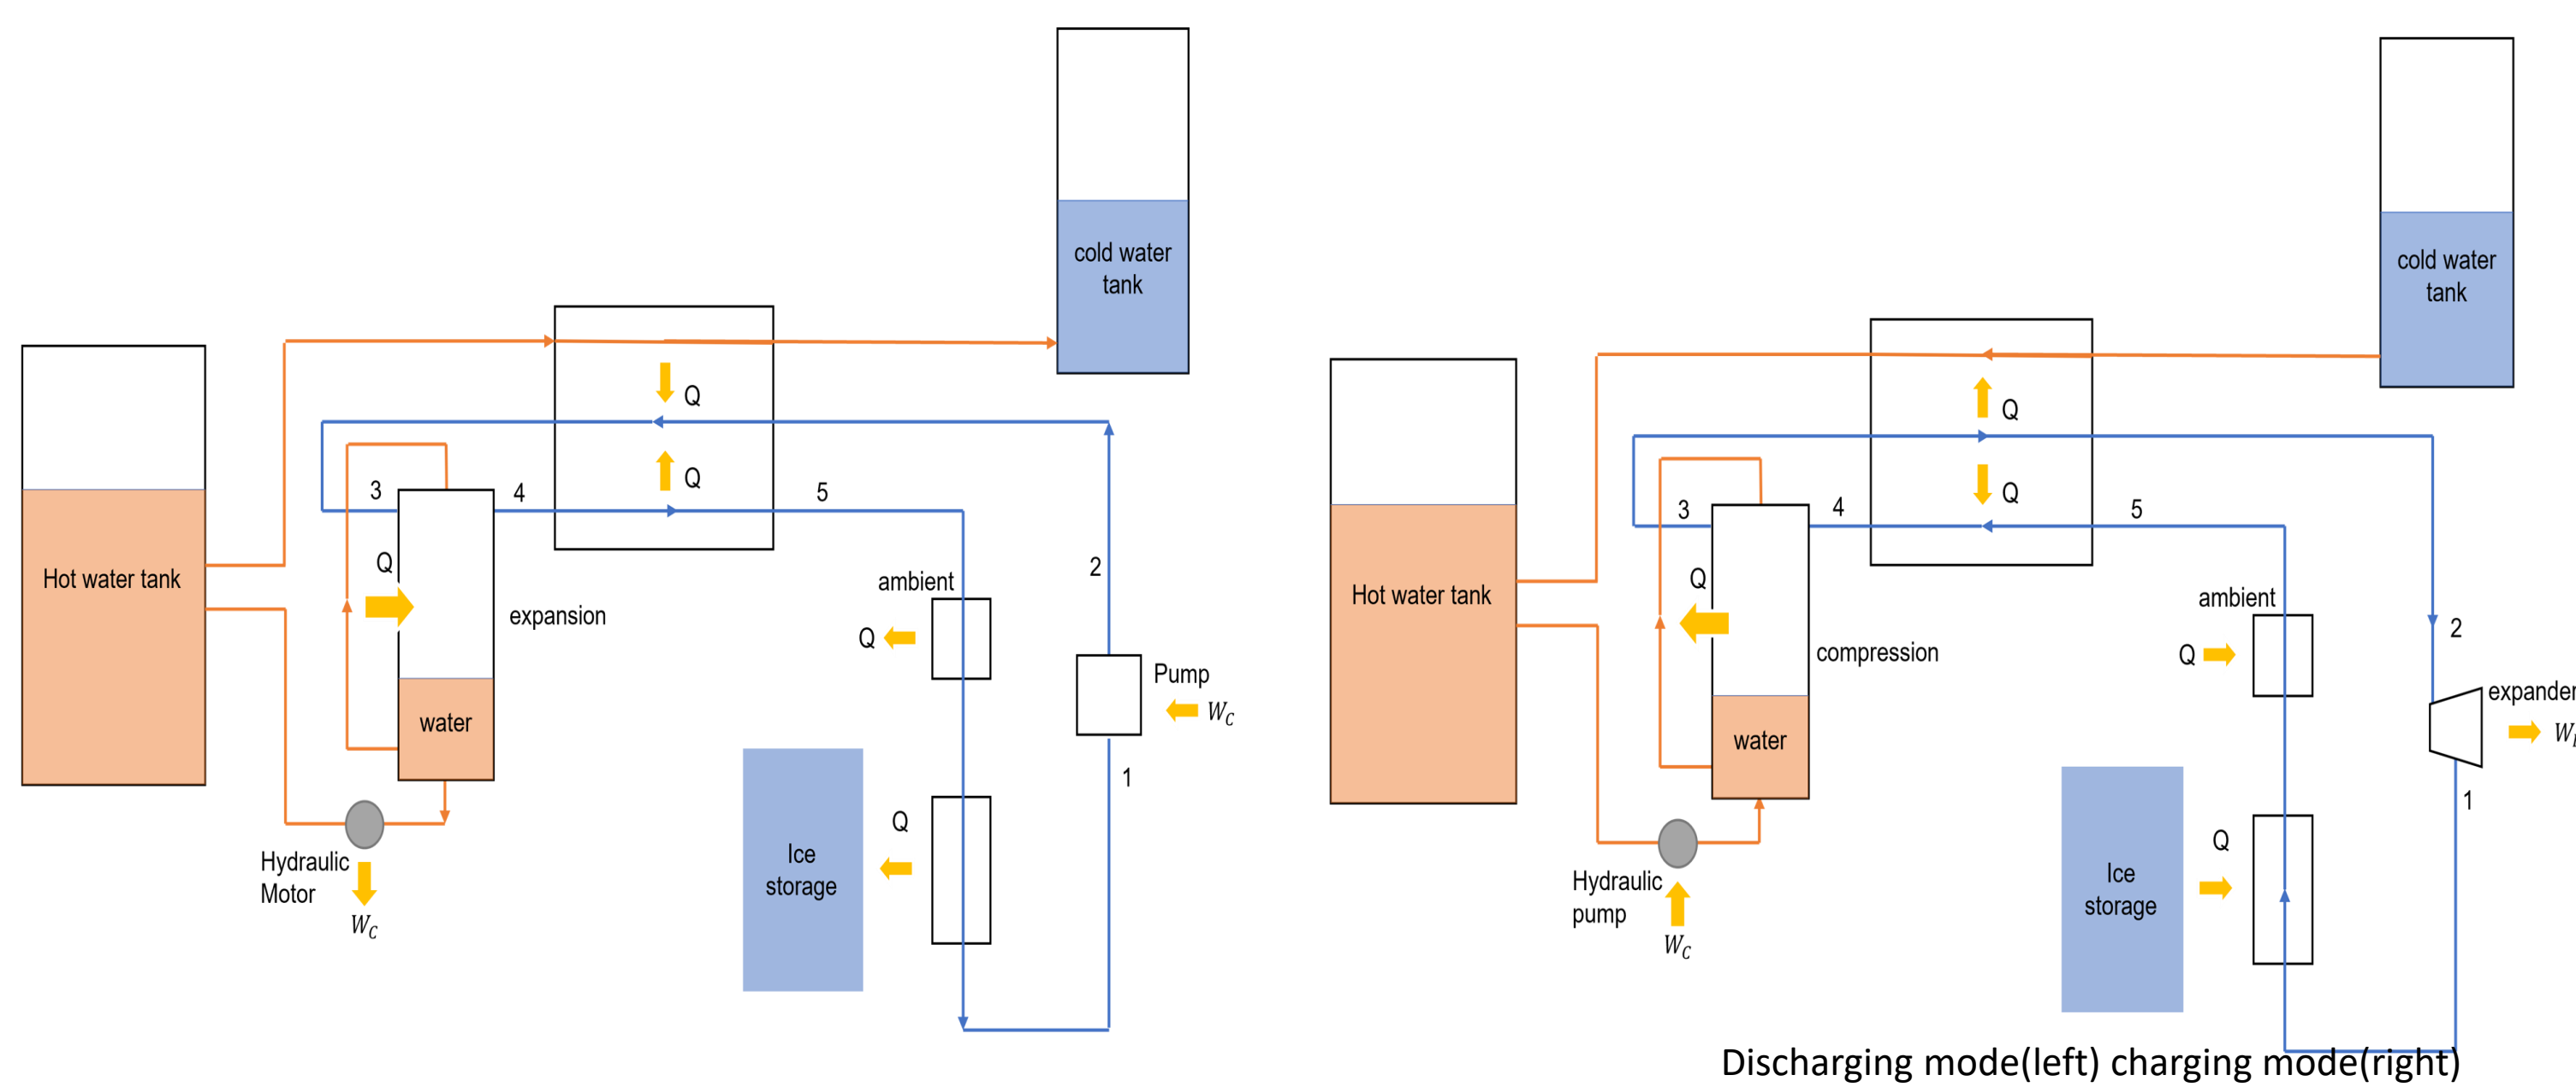 cold water
tank
Q
Q
3
4
5
Hot water tank
Q
expansion
ambient
Q
2
Pump
W_C
water
1
Q
Ice
storage
Hydraulic
Motor
W_C
cold water
tank
Q
Q
3
4
5
Hot water tank
Q
compression
ambient
Q
2
expander
water
1
Q
Ice
storage
Hydraulic
pump
W_C
Discharging mode(left) charging mode(right)